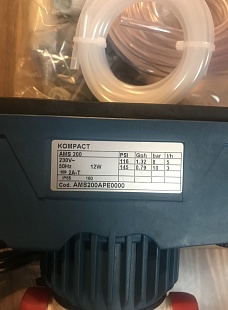 KOMPACT
AMS 200
230V~
50Hz 12W
2A-T
IP65
PSI Gph bar l/h
116 1.32 8 5
145 0.79 10 3
Cod. AMS200APE0000